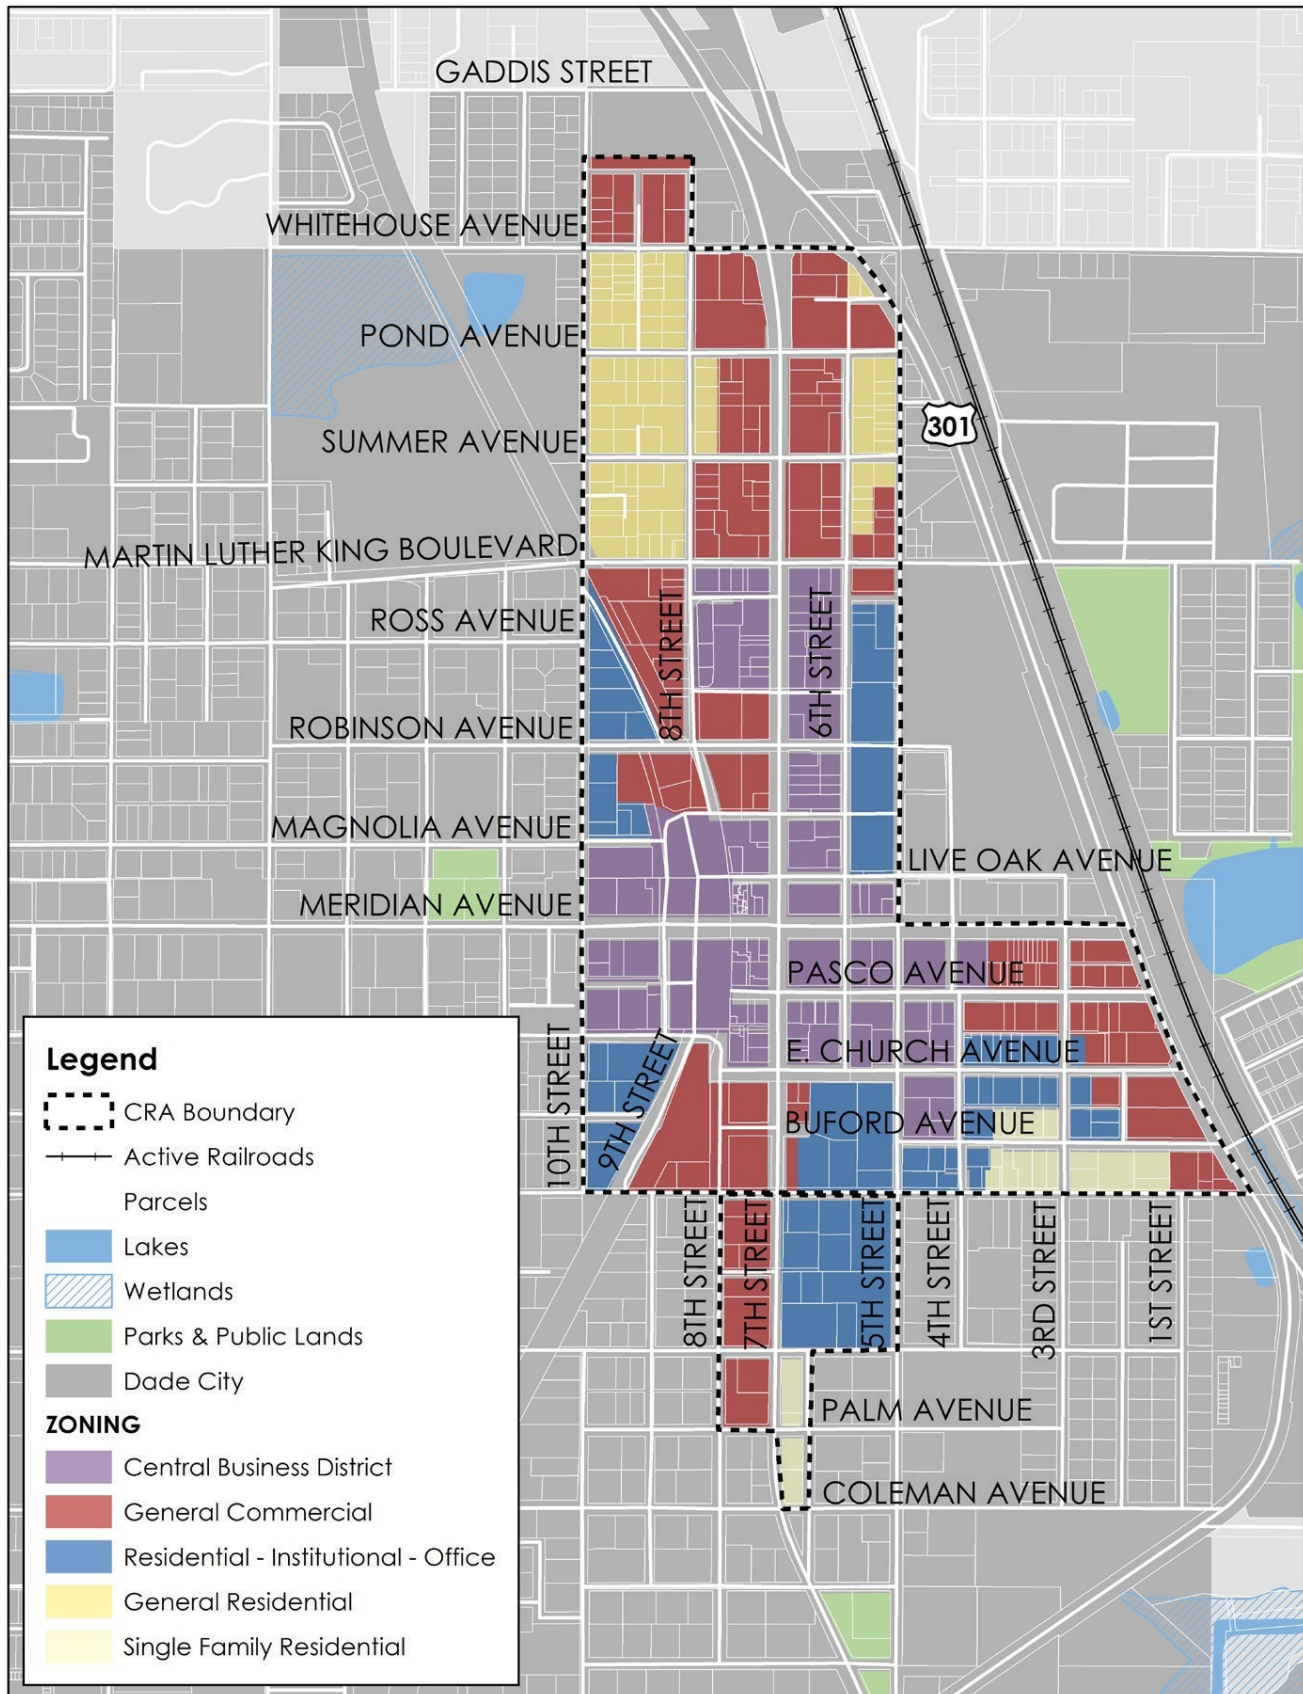 GADDIS STREET
WHITEHOUSE AVENUE
POND AVENUE
301
SUMMER AVENUE
MARTIN LUTHER KING BOULEVARD
ROSS AVENUE
8TH STREET
6TH STREET
ROBINSON AVENUE
MAGNOLIA AVENUE
LIVE OAK AVENUE
MERIDIAN AVENUE
PASCO AVENUE
E. CHURCH AVENUE
10TH STREET
9TH STREET
BUFORD AVENUE
8TH STREET
7TH STREET
5TH STREET
4TH STREET
3RD STREET
1ST STREET
PALM AVENUE
COLEMAN AVENUE
Legend
CRA Boundary
Active Railroads
Parcels
Lakes
Wetlands
Parks & Public Lands
Dade City
ZONING
Central Business District
General Commercial
Residential - Institutional - Office
General Residential
Single Family Residential